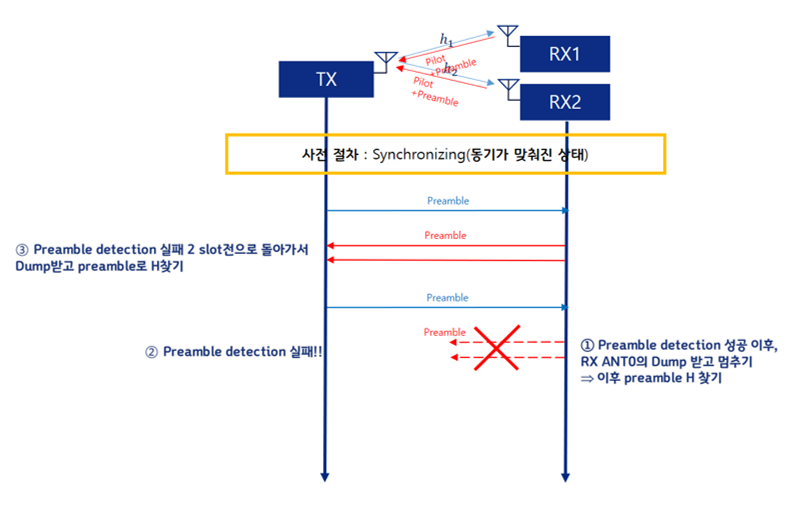 h₁
RX1
Pilot
+Preamble
h₂
TX
Pilot
+Preamble
RX2
사전 절차 : Synchronizing(동기가 맞춰진 상태)
Preamble
Preamble
③ Preamble detection 실패 2 slot전으로 돌아가서
Dump받고 preamble로 H찾기
Preamble
Preamble
② Preamble detection 실패!!
① Preamble detection 성공 이후,
RX ANT0의 Dump 받고 멈추기
⇒ 이후 preamble H 찾기